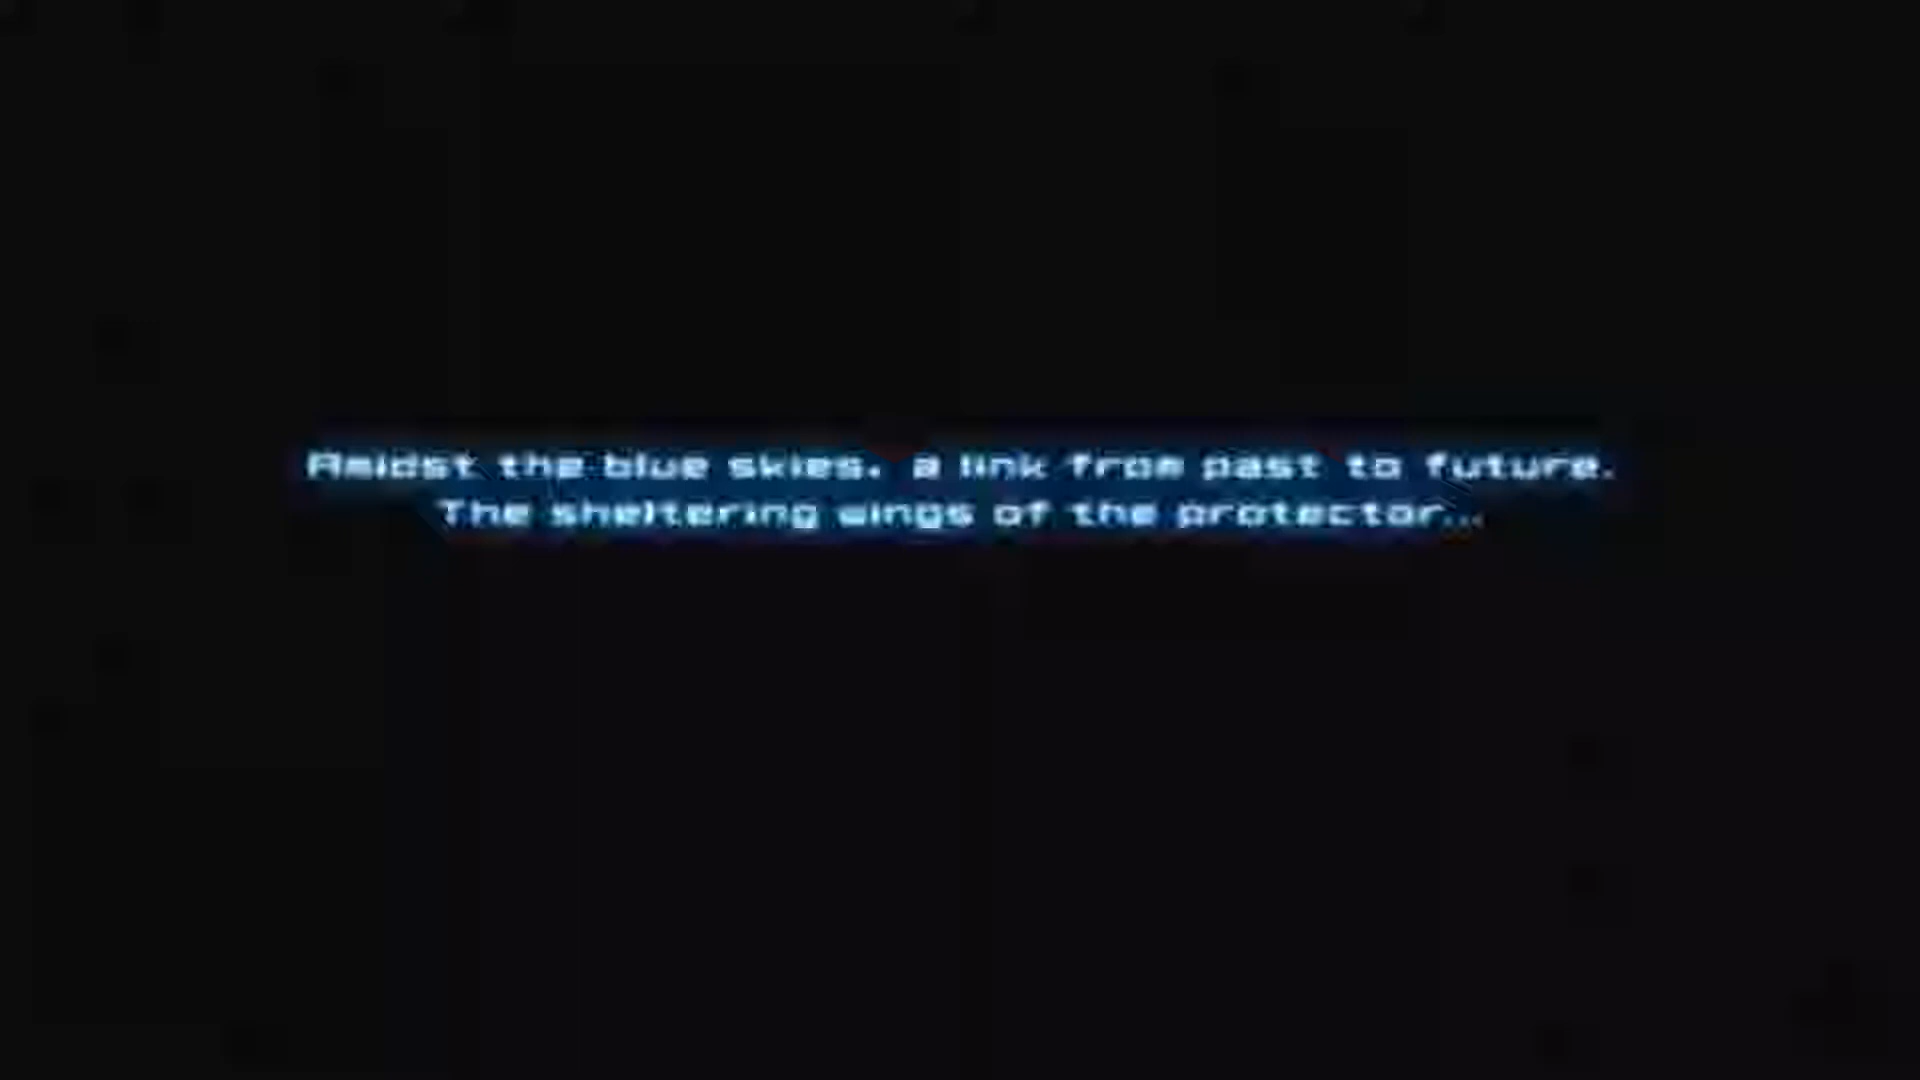 Amidst the blue skies, a link from past to future.
The sheltering wings of the protector...